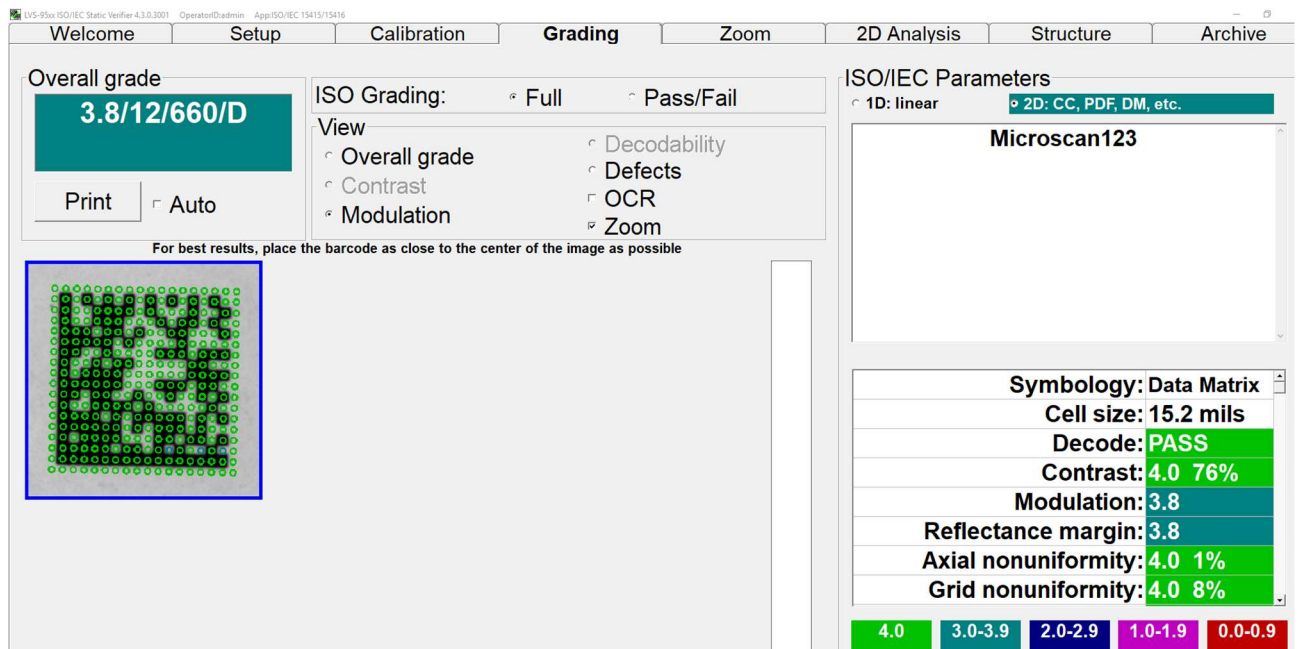 LVS-95xx ISO/IEC Static Verifier 4.3.0.3001 OperatorID:admin App:ISO/IEC 15415/15416
Welcome Setup Calibration Grading Zoom 2D Analysis Structure Archive
Overall grade
3.8/12/660/D
Print
Auto
ISO Grading: Full Pass/Fail
View
Overall grade
Contrast
Modulation
Decodability
Defects
OCR
Zoom
For best results, place the barcode as close to the center of the image as possible
ISO/IEC Parameters
1D: linear 2D: CC, PDF, DM, etc.
Microscan123
Symbology: Data Matrix
Cell size: 15.2 mils
Decode: PASS
Contrast: 4.0 76%
Modulation: 3.8
Reflectance margin: 3.8
Axial nonuniformity: 4.0 1%
Grid nonuniformity: 4.0 8%
4.0 3.0-3.9 2.0-2.9 1.0-1.9 0.0-0.9